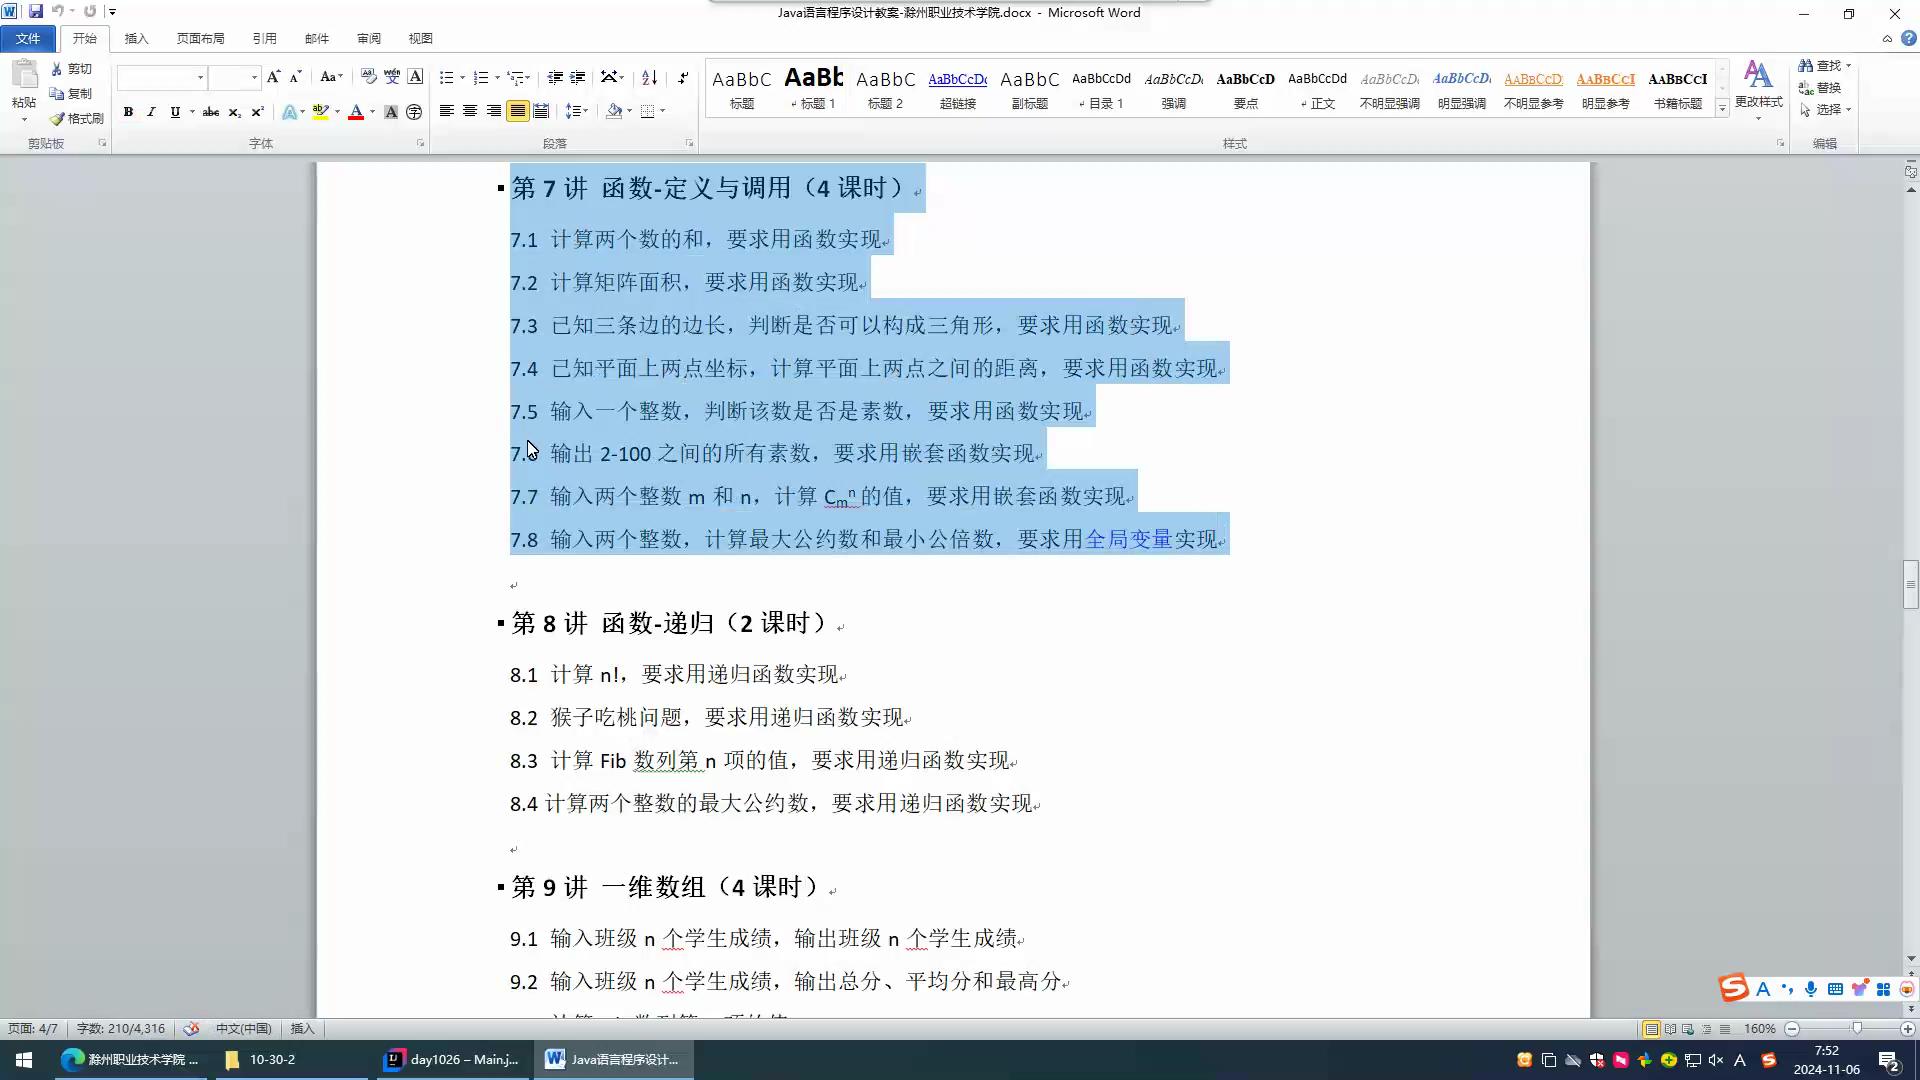 Java语言程序设计教案-滁州职业技术学院.docx - Microsoft Word
文件 开始 插入 页面布局 引用 邮件 审阅 视图
粘贴 剪切 复制 格式刷
剪贴板 字体 段落 样式 编辑
AaBbC AaBb AaBbC AaBbCcDc AaBbC AaBbCcDd AaBbCcDt AaBbCcD AaBbCcDd AaBbCcDt AaBbCcDt AaBbCcDt AaBbCcI AaBbCcI
标题 标题 1 标题 2 超链接 副标题 目录 1 强调 要点 正文 不明显强调 明显强调 不明显参考 明显参考 书籍标题
更改样式 查找 替换 选择
第 7 讲 函数-定义与调用（4 课时）
7.1 计算两个数的和，要求用函数实现
7.2 计算矩阵面积，要求用函数实现
7.3 已知三条边的边长，判断是否可以构成三角形，要求用函数实现
7.4 已知平面上两点坐标，计算平面上两点之间的距离，要求用函数实现
7.5 输入一个整数，判断该数是否是素数，要求用函数实现
7.6 输出 2-100 之间的所有素数，要求用嵌套函数实现
7.7 输入两个整数 m 和 n，计算 Cmn的值，要求用嵌套函数实现
7.8 输入两个整数，计算最大公约数和最小公倍数，要求用全局变量实现
第 8 讲 函数-递归（2 课时）
8.1 计算 n!，要求用递归函数实现
8.2 猴子吃桃问题，要求用递归函数实现
8.3 计算 Fib 数列第 n 项的值，要求用递归函数实现
8.4 计算两个整数的最大公约数，要求用递归函数实现
第 9 讲 一维数组（4 课时）
9.1 输入班级 n 个学生成绩，输出班级 n 个学生成绩
9.2 输入班级 n 个学生成绩，输出总分、平均分和最高分
页面: 4/7 字数: 210/4,316 中文(中国) 插入 160%
滁州职业技术学院 ... 10-30-2 day1026 – Main.j... Java语言程序设计...
7:52
2024-11-06